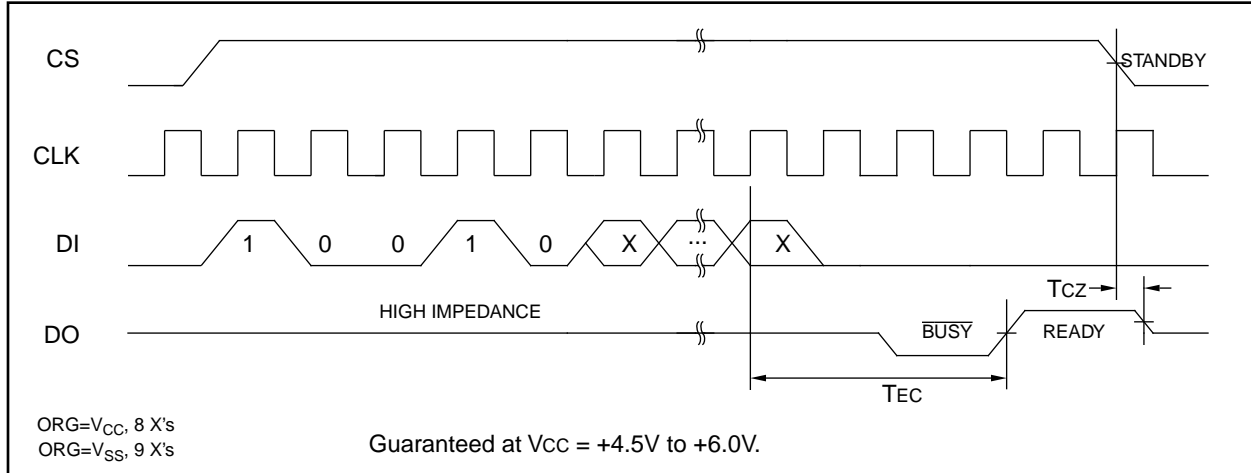 CS
STANDBY
CLK
DI 1 0 0 1 0 X ... X
TCZ
HIGH IMPEDANCE
DO BUSY READY
TEC
ORG=VCC, 8 X's
ORG=VSS, 9 X's
Guaranteed at VCC = +4.5V to +6.0V.